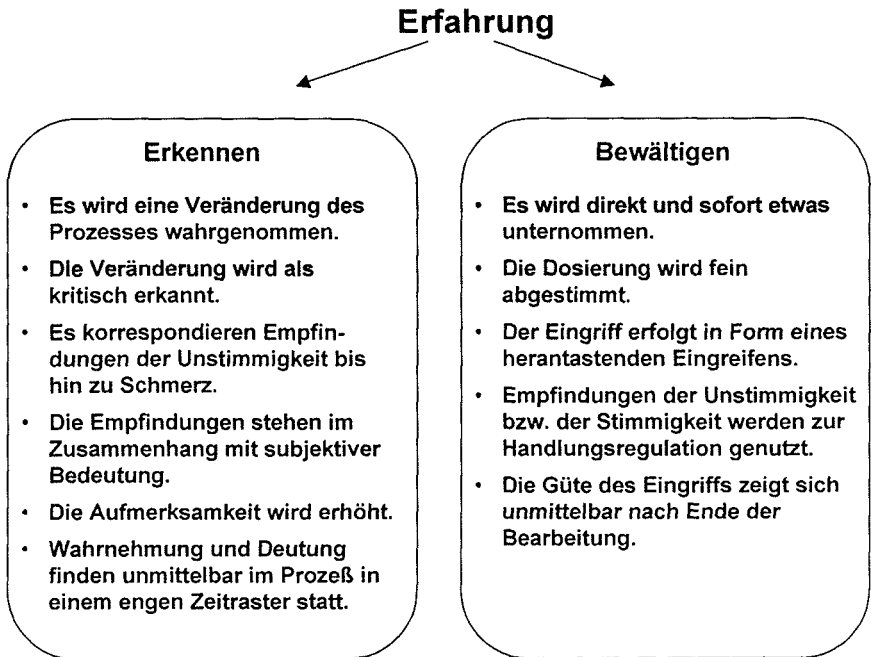 Erfahrung
Erkennen
• Es wird eine Veränderung des
Prozesses wahrgenommen.
• Die Veränderung wird als
kritisch erkannt.
• Es korrespondieren Empfin-
dungen der Unstimmigkeit bis
hin zu Schmerz.
• Die Empfindungen stehen im
Zusammenhang mit subjektiver
Bedeutung.
• Die Aufmerksamkeit wird erhöht.
• Wahrnehmung und Deutung
finden unmittelbar im Prozeß in
einem engen Zeitraster statt.
Bewältigen
• Es wird direkt und sofort etwas
unternommen.
• Die Dosierung wird fein
abgestimmt.
• Der Eingriff erfolgt in Form eines
herantastenden Eingreifens.
• Empfindungen der Unstimmigkeit
bzw. der Stimmigkeit werden zur
Handlungsregulation genutzt.
• Die Güte des Eingriffs zeigt sich
unmittelbar nach Ende der
Bearbeitung.